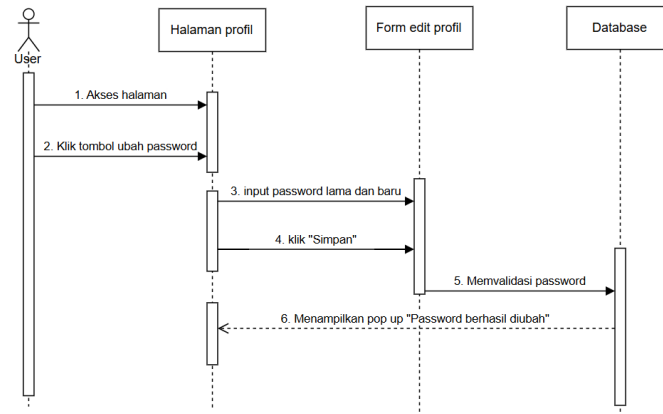 Halaman profil
Form edit profil
Database
User
1. Akses halaman
2. Klik tombol ubah password
3. input password lama dan baru
4. klik "Simpan"
5. Memvalidasi password
6. Menampilkan pop up "Password berhasil diubah"